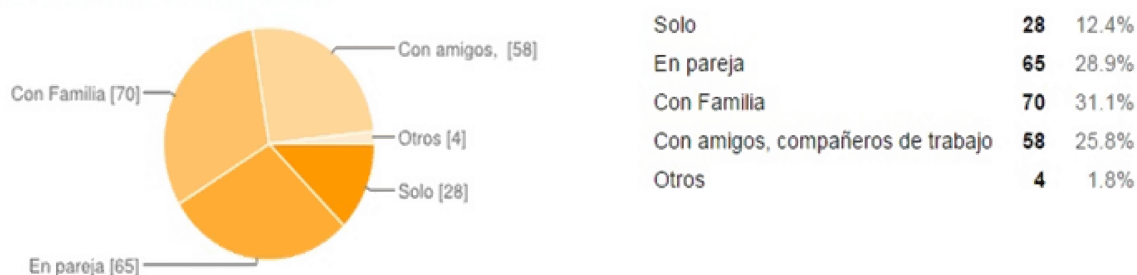 Con amigos, [58]
Con Familia [70]
Otros [4]
Solo [28]
En pareja [65]
Solo 28 12.4%
En pareja 65 28.9%
Con Familia 70 31.1%
Con amigos, compañeros de trabajo 58 25.8%
Otros 4 1.8%